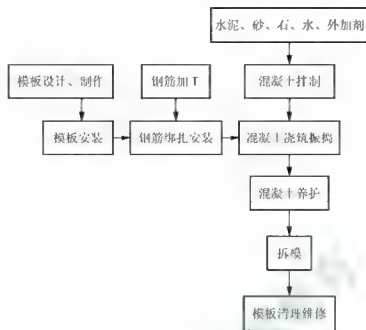 水泥、砂、石、水、外加剂
模板设计、制作
钢筋加工
混凝土拌制
模板安装
钢筋绑扎安装
混凝土浇筑振捣
混凝土养护
拆模
模板清理维修